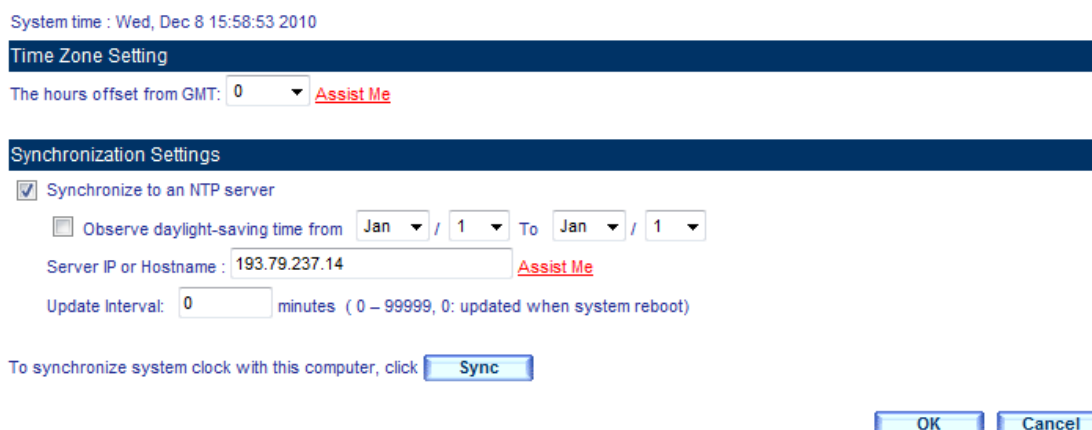 System time : Wed, Dec 8 15:58:53 2010
Time Zone Setting
The hours offset from GMT: 0 Assist Me
Synchronization Settings
Synchronize to an NTP server
Observe daylight-saving time from Jan / 1 To Jan / 1
Server IP or Hostname : 193.79.237.14 Assist Me
Update Interval: 0 minutes ( 0 – 99999, 0: updated when system reboot)
To synchronize system clock with this computer, click Sync
OK Cancel